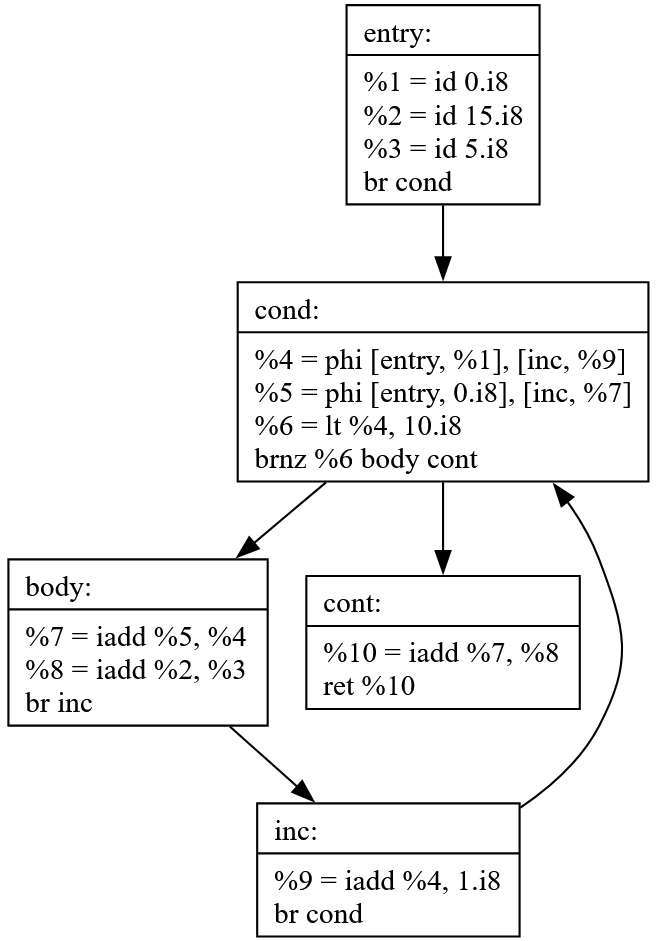 entry:
%1 = id 0.i8
%2 = id 15.i8
%3 = id 5.i8
br cond
cond:
%4 = phi [entry, %1], [inc, %9]
%5 = phi [entry, 0.i8], [inc, %7]
%6 = lt %4, 10.i8
brnz %6 body cont
body:
%7 = iadd %5, %4
%8 = iadd %2, %3
br inc
cont:
%10 = iadd %7, %8
ret %10
inc:
%9 = iadd %4, 1.i8
br cond